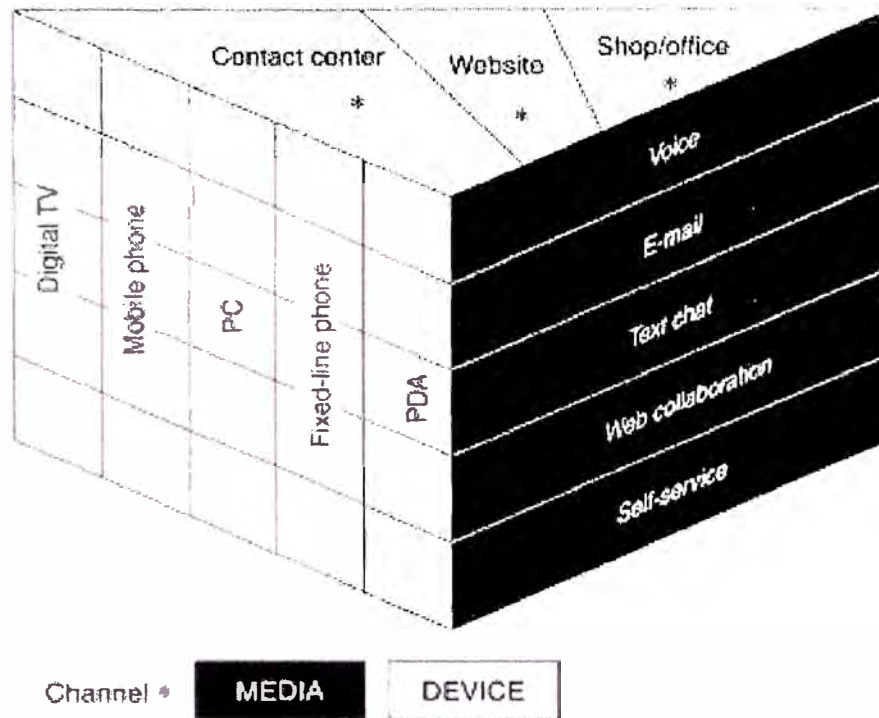 Contact center
*
Website
*
Shop/office
*
Digital TV
Mobile phone
PC
Fixed-line phone
PDA
Voice
E-mail
Text chat
Web collaboration
Self-service
Channel *
MEDIA
DEVICE